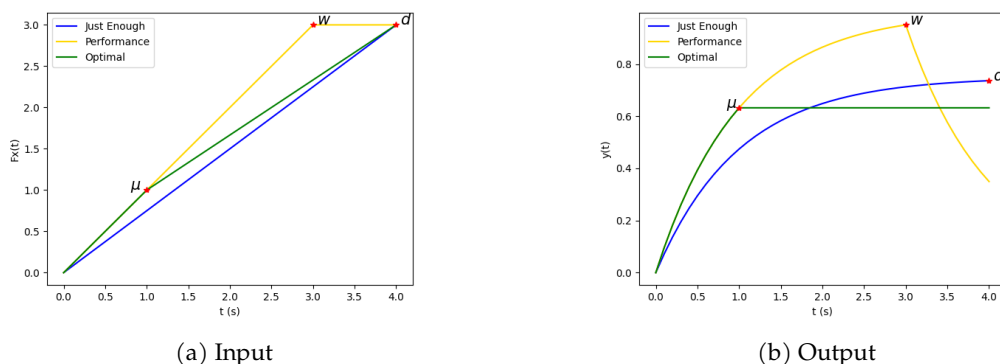 3.0
2.5
2.0
1.5
1.0
0.5
0.0
Fx(t)
Just Enough
Performance
Optimal
μ
w
d
0.0 0.5 1.0 1.5 2.0 2.5 3.0 3.5 4.0
t (s)
(a) Input
0.8
0.6
0.4
0.2
0.0
y(t)
Just Enough
Performance
Optimal
μ
w
0.0 0.5 1.0 1.5 2.0 2.5 3.0 3.5 4.0
t (s)
(b) Output